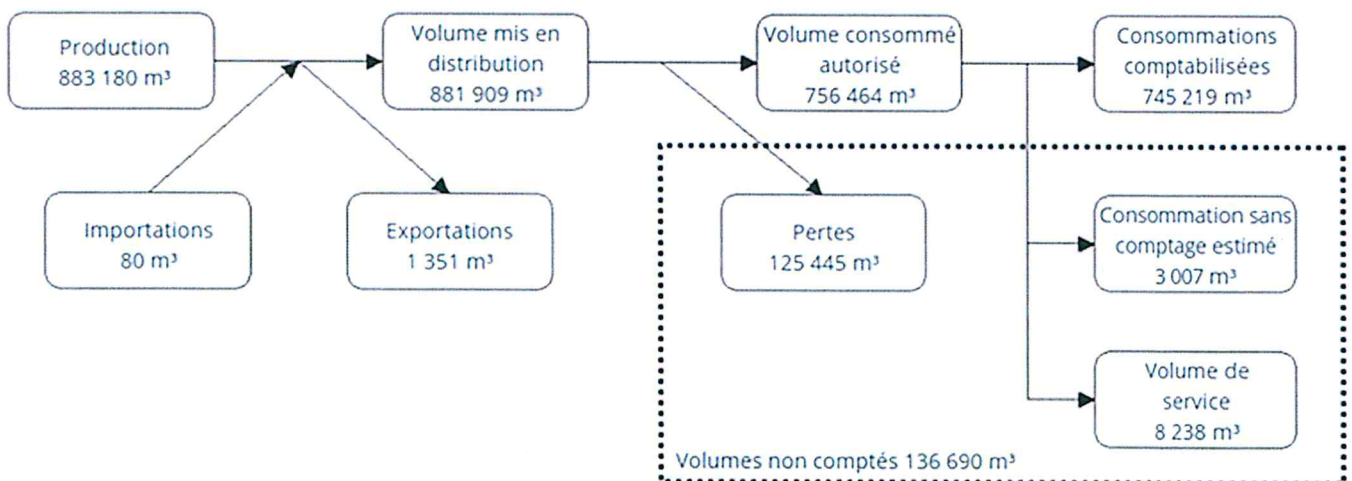 Production
883 180 m³
Volume mis en
distribution
881 909 m³
Volume consommé
autorisé
756 464 m³
Consommations
comptabilisées
745 219 m³
Importations
80 m³
Exportations
1 351 m³
Pertes
125 445 m³
Consommation sans
comptage estimé
3 007 m³
Volume de
service
8 238 m³
Volumes non comptés 136 690 m³